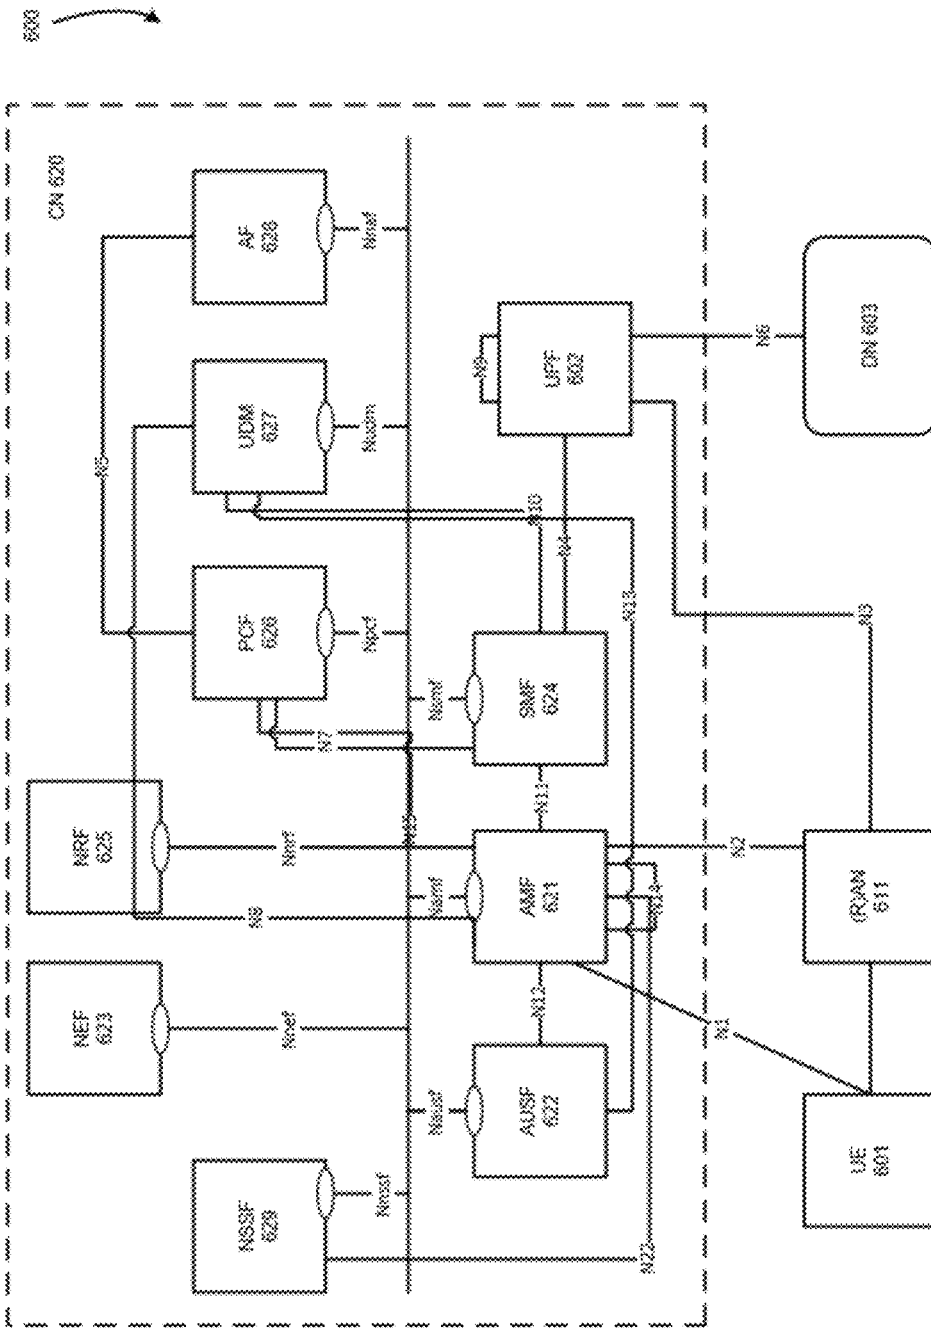 600
CN 620
NEF
623
NRF
625
N5
NSSF
629
PCF
626
UDM
627
AF
628
N8
Nnef
Nnrf
N7
Nnssf
Npcf
Nudm
Naf
N15
Nausf
Namf
Nsmf
N9
AUSF
622
N12
AMF
621
N11
SMF
624
N10
N4
UPF
602
N13
N22
N14
N1
N2
N6
N3
UE
601
(R)AN
611
DN 603